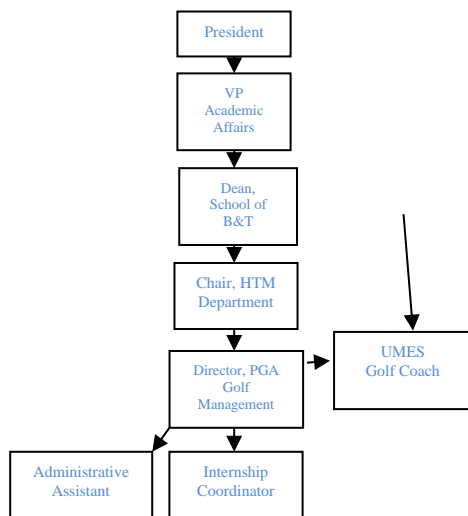 President
VP
Academic
Affairs
Dean,
School of
B&T
Chair, HTM
Department
Director, PGA
Golf
Management
UMES
Golf Coach
Administrative
Assistant
Internship
Coordinator